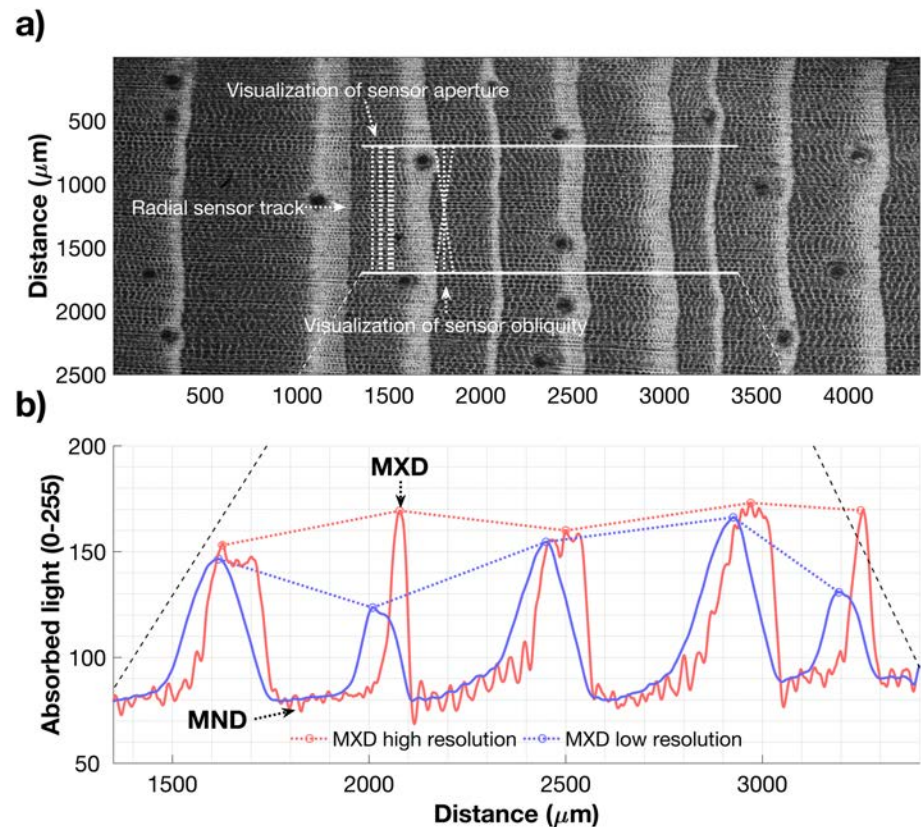 a)
Visualization of sensor aperture
Radial sensor track
Visualization of sensor obliquity
Distance (μm)
500
1000
1500
2000
2500
500 1000 1500 2000 2500 3000 3500 4000
b)
200
150
100
50
Absorbed light (0-255)
MXD
MND
MXD high resolution MXD low resolution
1500 2000 2500 3000
Distance (μm)